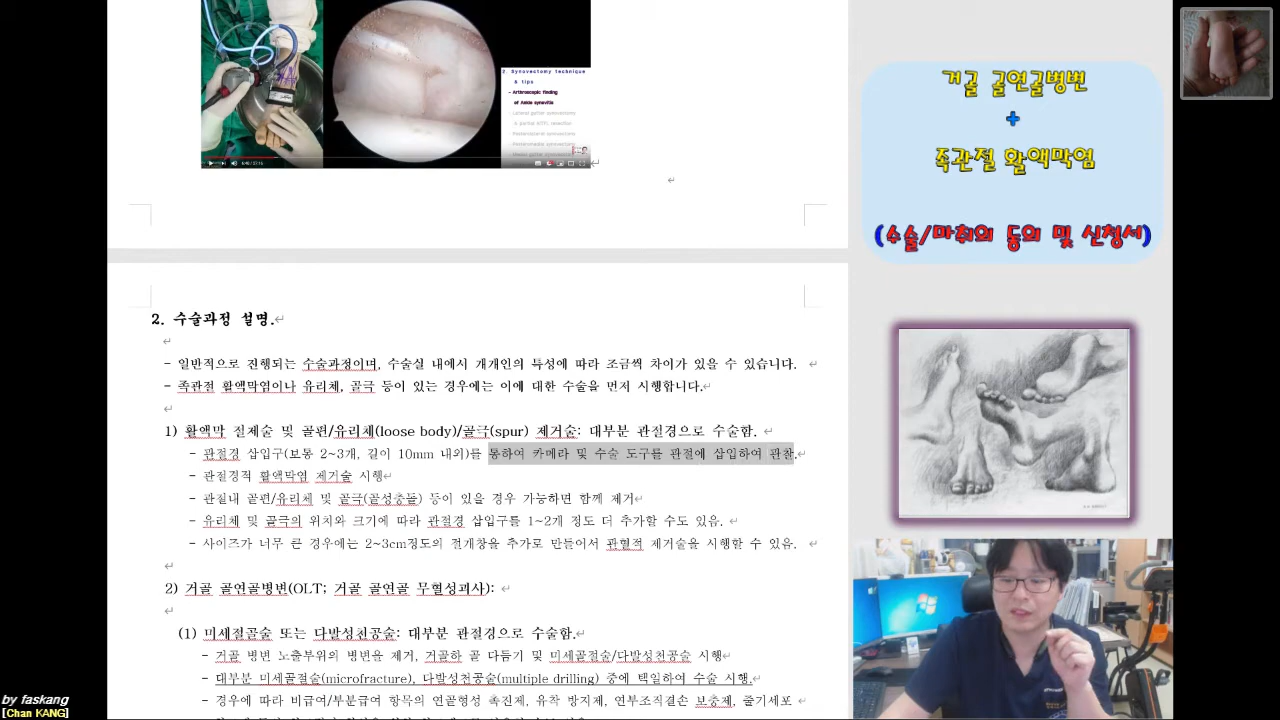 2. Synovectomy technique
& tips
- Arthroscopic finding
of Ankle synovitis
거골 골연골병변
+
족관절 활액막염
(수술/마취의 동의 및 신청서)
2. 수술과정 설명.
- 일반적으로 진행되는 수술과정이며, 수술실 내에서 개개인의 특성에 따라 조금씩 차이가 있을 수 있습니다.
- 족관절 활액막염이나 유리체, 골극 등이 있는 경우에는 이에 대한 수술을 먼저 시행합니다.
1) 활액막 절제술 및 골편/유리체(loose body)/골극(spur) 제거술: 대부분 관절경으로 수술함.
- 관절경 삽입구(보통 2~3개, 길이 10mm 내외)를 통하여 카메라 및 수술 도구를 관절에 삽입하여 관찰.
- 관절경적 활액막염 제거술 시행
- 관절내 골편/유리체 및 골극(골성충돌) 등이 있을 경우 가능하면 함께 제거
- 유리체 및 골극의 위치와 크기에 따라 관절경 삽입구를 1~2개 정도 더 추가할 수도 있음.
- 사이즈가 너무 큰 경우에는 2~3cm정도의 절개창을 추가로 만들어서 관혈적 제거술을 시행할 수 있음.
2) 거골 골연골병변(OLT; 거골 골연골 무혈성괴사):
(1) 미세절골술 또는 다발성천공술: 대부분 관절경으로 수술함.
- 거골 병변 노출부위의 병변을 제거, 거골하 골 다듬기 및 미세골절술/다발성천공술 시행
- 대부분 미세골절술(microfracture), 다발성천공술(multiple drilling) 중에 택일하여 수술 시행.
- 경우에 따라 비급여/부분급여 항목의 연골형성 촉진제, 유착 방지제, 연부조직결손 보충제, 줄기세포
by faskang
[Chan KANG]